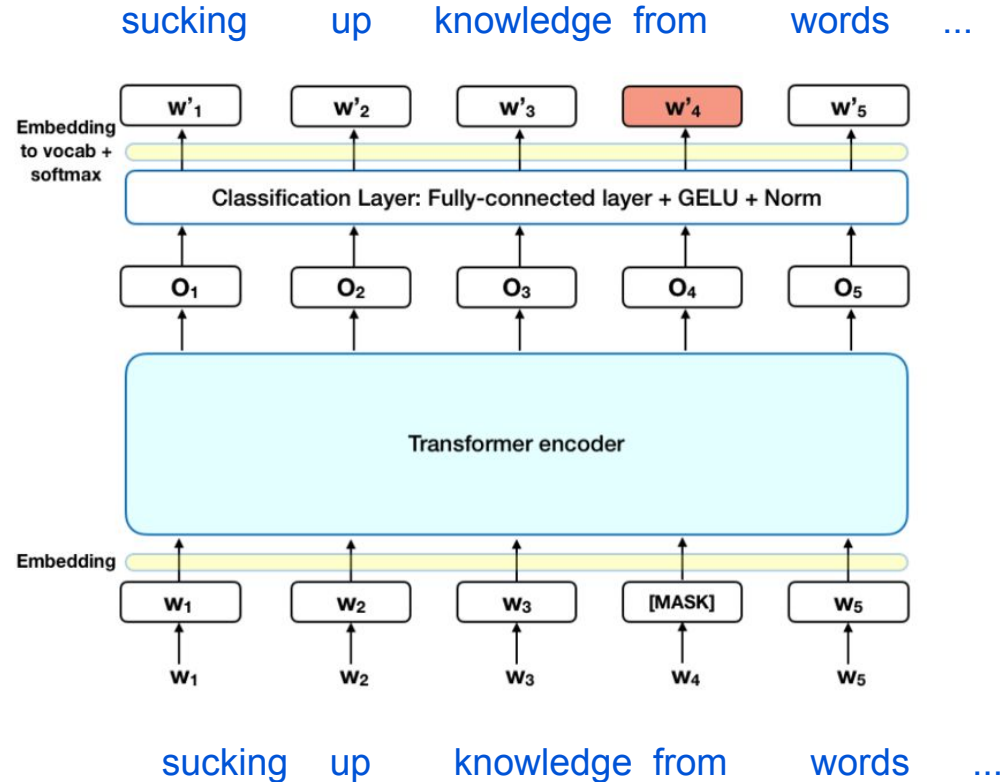 sucking up knowledge from words ...
w'₁ w'₂ w'₃ w'₄ w'₅
Embedding
to vocab +
softmax
Classification Layer: Fully-connected layer + GELU + Norm
O₁ O₂ O₃ O₄ O₅
Transformer encoder
Embedding
W₁ W₂ W₃ [MASK] W₅
W₁ W₂ W₃ W₄ W₅
sucking up knowledge from words ...